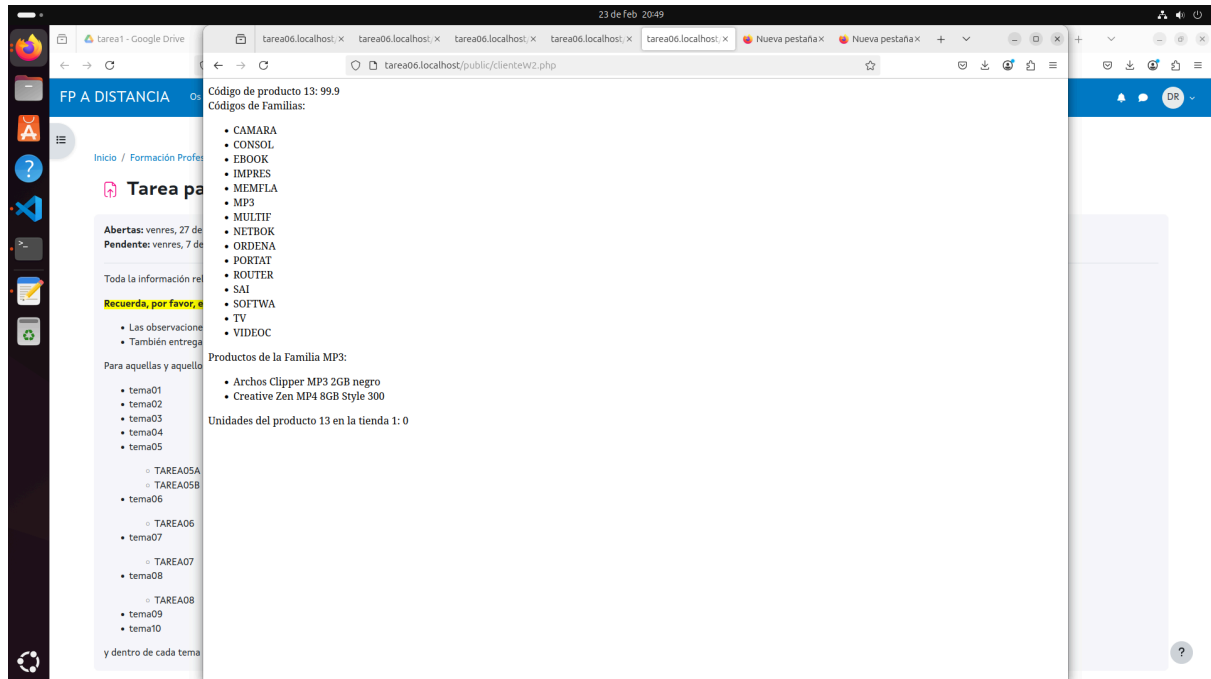 23 de feb 20:49
tarea1 - Google Drive
tarea06.localhost/
tarea06.localhost/
tarea06.localhost/
tarea06.localhost/
tarea06.localhost/
Nueva pestaña
Nueva pestaña
tarea06.localhost/public/clienteW2.php
FP A DISTANCIA Os
DR
Inicio / Formación Profes
Tarea pa
Abertas: venres, 27 de
Pendente: venres, 7 de
Toda la información rel
Recuerda, por favor, e
Las observacione
También entrega
Para aquellas y aquello
tema01
tema02
tema03
tema04
tema05
TAREA05A
TAREA05B
tema06
TAREA06
tema07
TAREA07
tema08
TAREA08
tema09
tema10
y dentro de cada tema
Código de producto 13: 99.9
Códigos de Familias:
CAMARA
CONSOL
EBOOK
IMPRES
MEMFLA
MP3
MULTIF
NETBOK
ORDENA
PORTAT
ROUTER
SAI
SOFTWA
TV
VIDEOC
Productos de la Familia MP3:
Archos Clipper MP3 2GB negro
Creative Zen MP4 8GB Style 300
Unidades del producto 13 en la tienda 1: 0
?